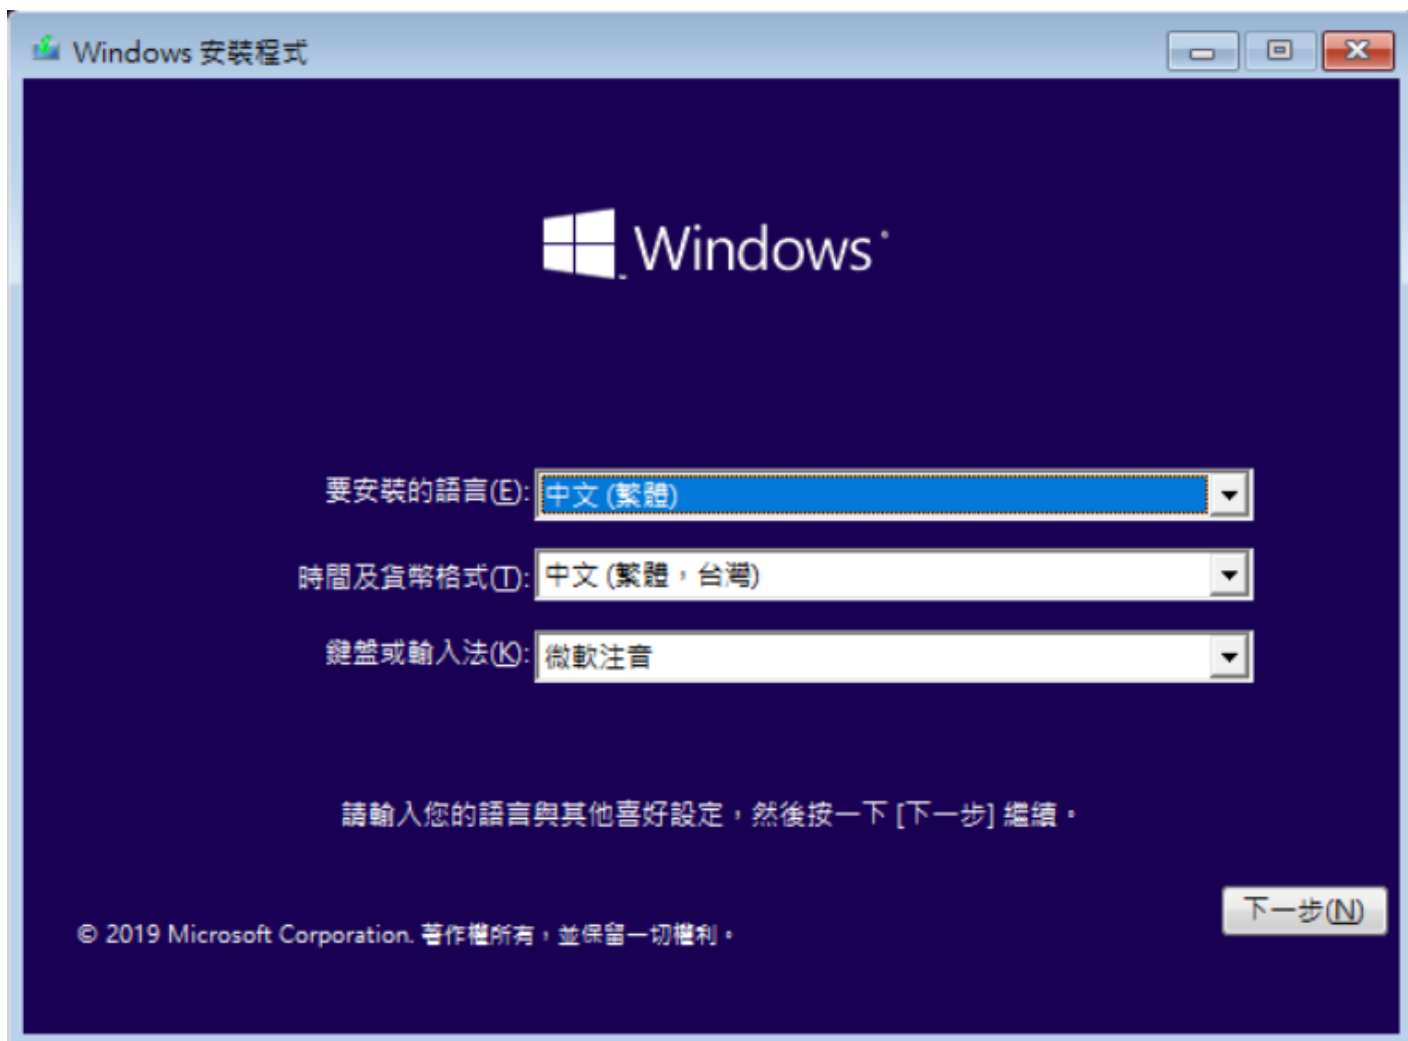 Windows 安裝程式
Windows
要安裝的語言(E): 中文 (繁體)
時間及貨幣格式(T): 中文 (繁體，台灣)
鍵盤或輸入法(K): 微軟注音
請輸入您的語言與其他喜好設定，然後按一下 [下一步] 繼續。
下一步(N)
© 2019 Microsoft Corporation. 著作權所有，並保留一切權利。